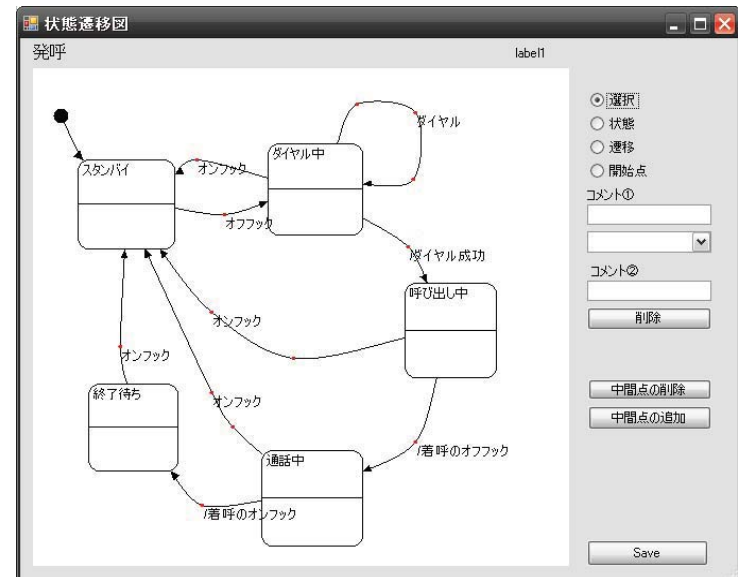 状態遷移図
発呼
label1
選択
状態
遷移
開始点
コメント①
コメント②
削除
中間点の削除
中間点の追加
Save
ダイヤル
スタンバイ
オンフック
ダイヤル中
オフフック
/ダイヤル成功
呼び出し中
オンフック
オンフック
終了待ち
オンフック
/着呼のオフフック
通話中
/着呼のオンフック